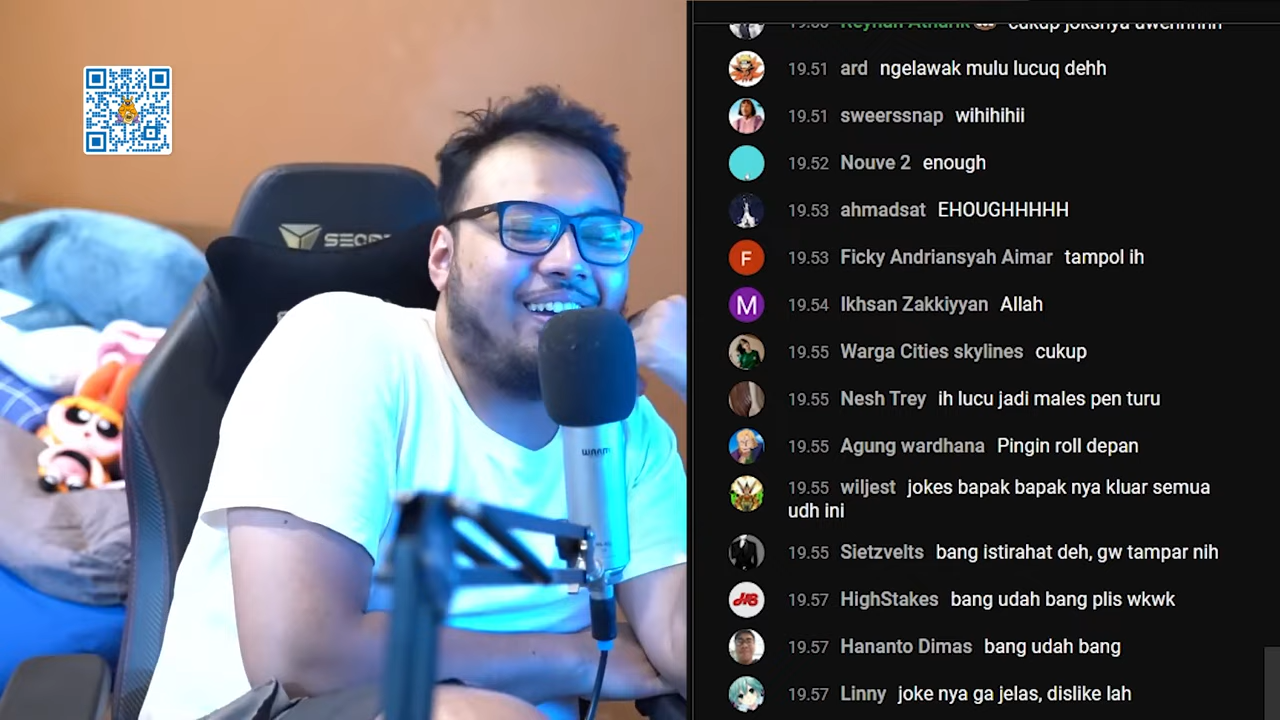 cukup joksnya awehhhhh
19.51 ard ngelawak mulu lucuq dehh
19.51 sweerssnap wihihihii
19.52 Nouve 2 enough
19.53 ahmadsat EHOUGHHHHH
19.53 Ficky Andriansyah Aimar tampol ih
19.54 Ikhsan Zakkiyyan Allah
19.55 Warga Cities skylines cukup
19.55 Nesh Trey ih lucu jadi males pen turu
19.55 Agung wardhana Pingin roll depan
19.55 wiljest jokes bapak bapak nya kluar semua
udh ini
19.55 Sietzvelts bang istirahat deh, gw tampar nih
19.57 HighStakes bang udah bang plis wkwk
19.57 Hananto Dimas bang udah bang
19.57 Linny joke nya ga jelas, dislike lah
F
M
HB